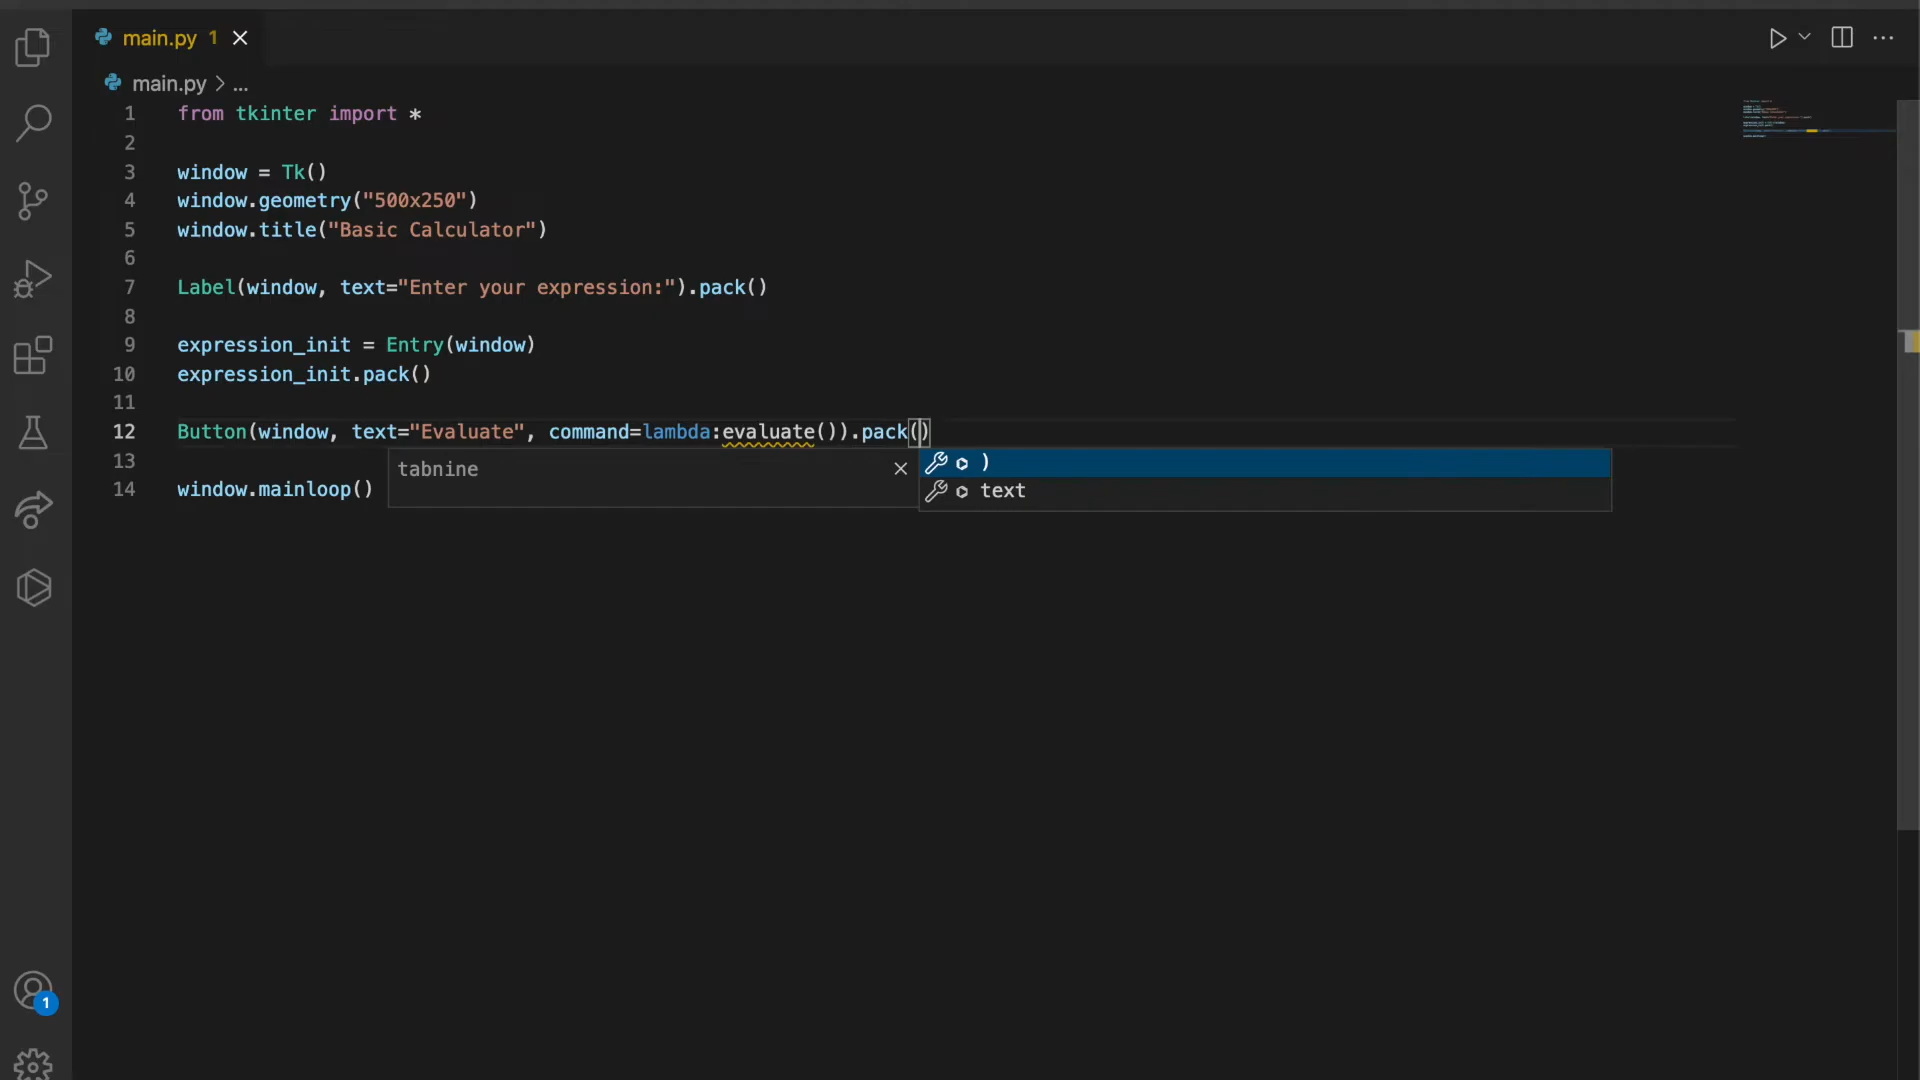 main.py 1
main.py > ...
1 from tkinter import *
2
3 window = Tk()
4 window.geometry("500x250")
5 window.title("Basic Calculator")
6
7 Label(window, text="Enter your expression:").pack()
8
9 expression_init = Entry(window)
10 expression_init.pack()
11
12 Button(window, text="Evaluate", command=lambda:evaluate()).pack()
13
tabnine
)
text
14 window.mainloop()
1